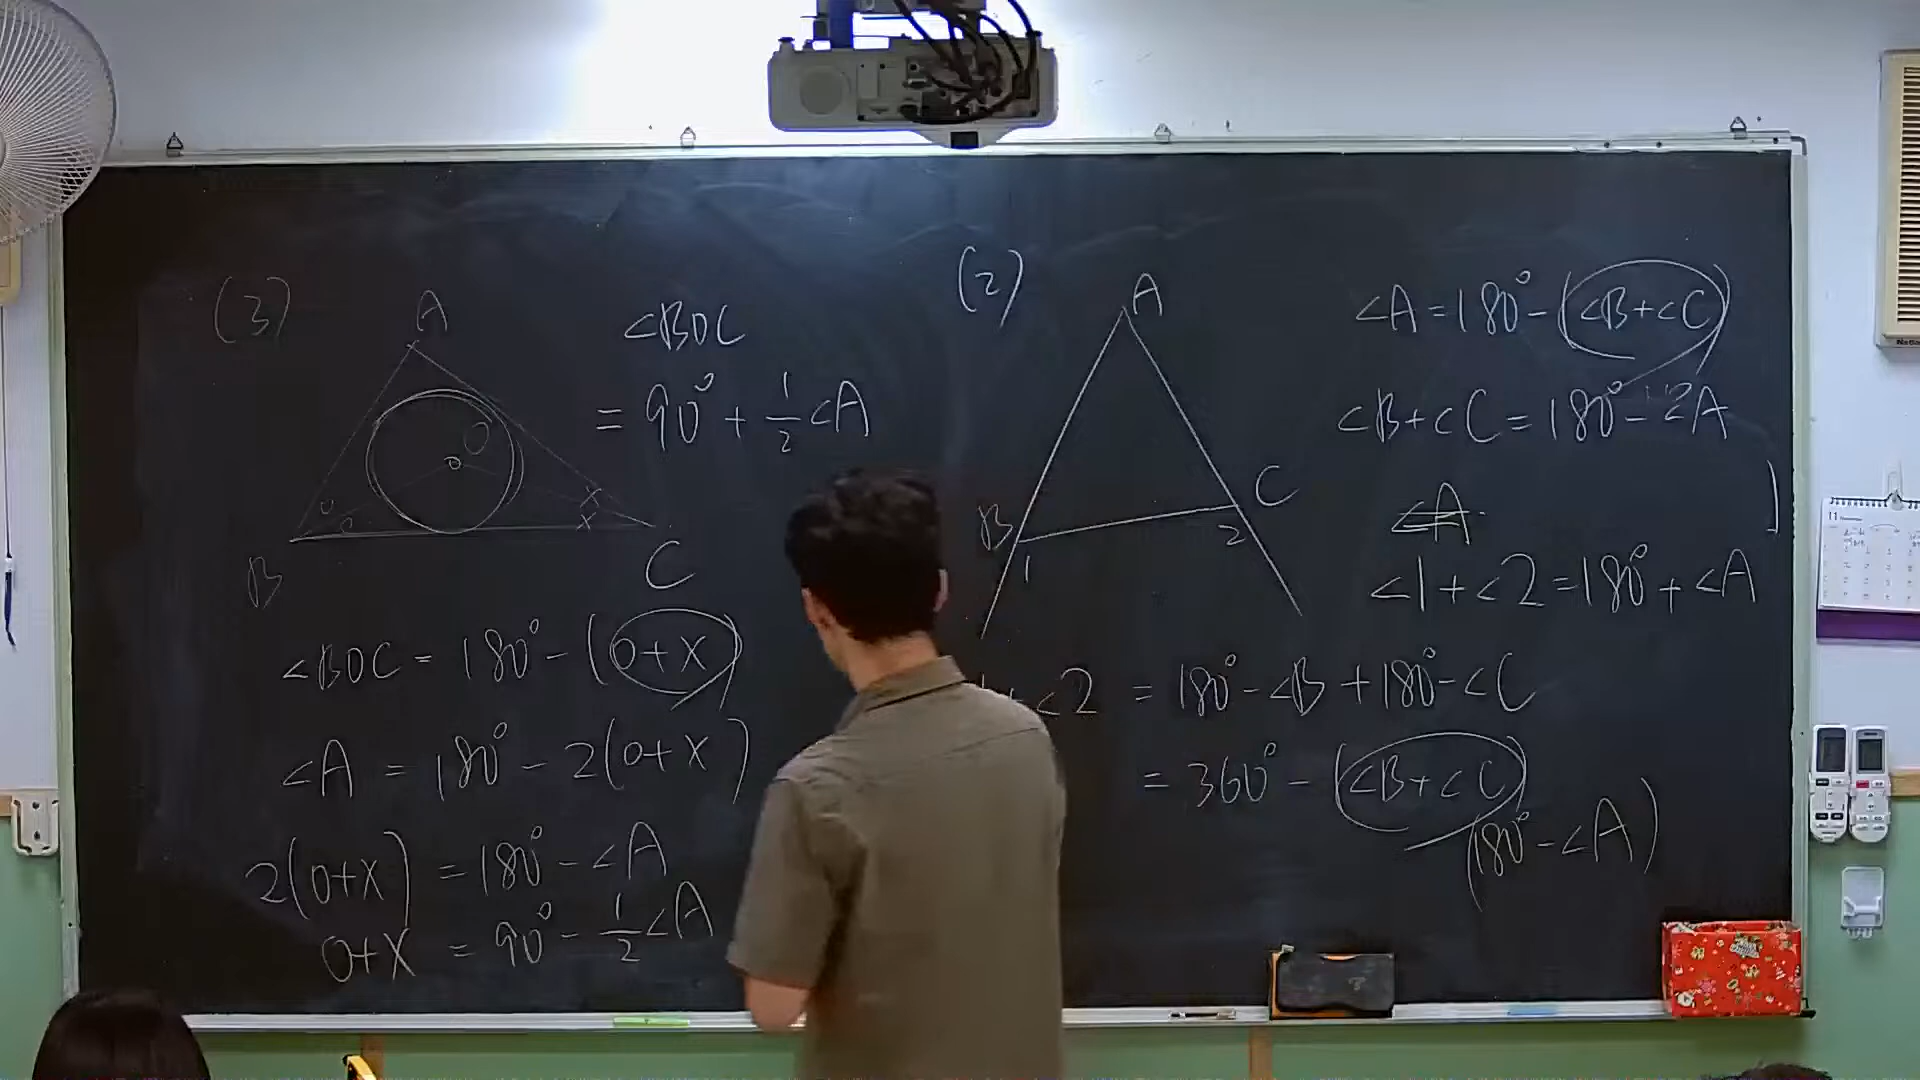 (3)
A
O
B
C
∠BOC
= 90° + 1/2 ∠A
∠BOC = 180° - (O+X)
∠A = 180° - 2(O+X)
2(O+X) = 180° - ∠A
O+X = 90° - 1/2 ∠A
(2)
A
B
C
1
2
∠A = 180° - (∠B+∠C)
∠B+∠C = 180° - ∠A
∠A
∠1+∠2 = 180° + ∠A
∠2 = 180° - ∠B + 180° - ∠C
= 360° - (∠B+∠C)
(180° - ∠A)
11